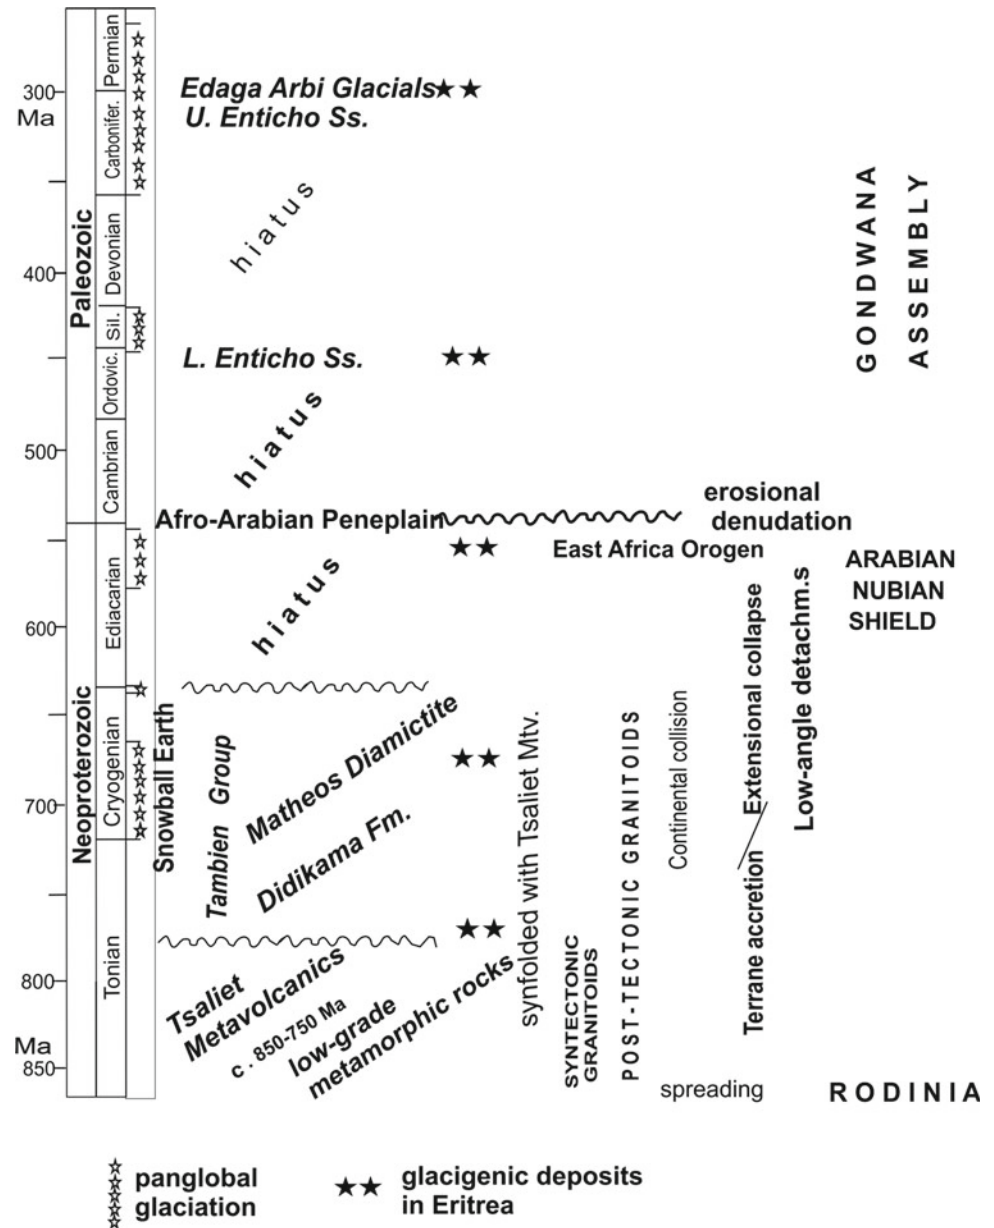 300
Ma
400
500
600
700
800
Ma
850
Paleozoic
Neoproterozoic
Permian
Carbonifer.
Devonian
Sil.
Ordovic.
Cambrian
Ediacarian
Cryogenian
Tonian
Snowball Earth
Edaga Arbi Glacials
U. Enticho Ss.
hiatus
L. Enticho Ss.
hiatus
Afro-Arabian Peneplain
erosional
denudation
East Africa Orogen
hiatus
Tambien Group
Matheos Diamictite
Didikama Fm.
Tsaliet
Metavolcanics
c . 850-750 Ma
low-grade
metamorphic rocks
synfolded with Tsaliet Mtv.
SYNTECTONIC
GRANITOIDS
POST-TECTONIC GRANITOIDS
Continental collision
spreading
Terrane accretion
Extensional collapse
Low-angle detachm.s
GONDWANA
ASSEMBLY
ARABIAN
NUBIAN
SHIELD
RODINIA
panglobal
glaciation
glacigenic deposits
in Eritrea